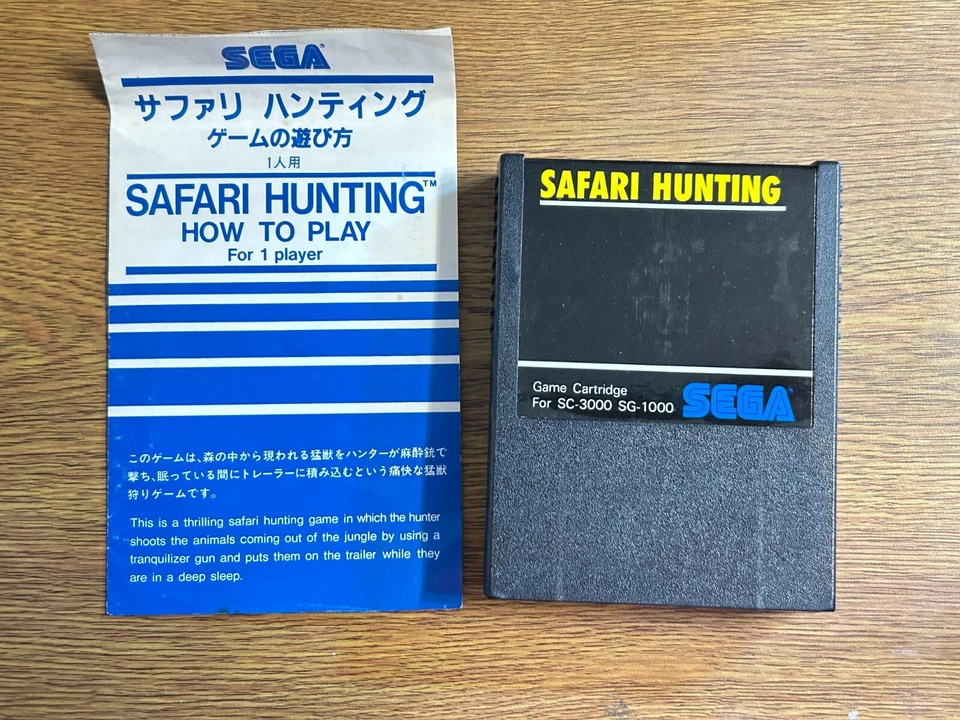 SEGA®
サファリ ハンティング
ゲームの遊び方
1人用
SAFARI HUNTING™
HOW TO PLAY
For 1 player
このゲームは、森の中から現われる猛獣をハンターが麻酔銃で
撃ち、眠っている間にトレーラーに積み込むという痛快な猛獣
狩りゲームです。
This is a thrilling safari hunting game in which the hunter
shoots the animals coming out of the jungle by using a
tranquilizer gun and puts them on the trailer while they
are in a deep sleep.
SAFARI HUNTING
Game Cartridge
For SC-3000 SG-1000
SEGA®